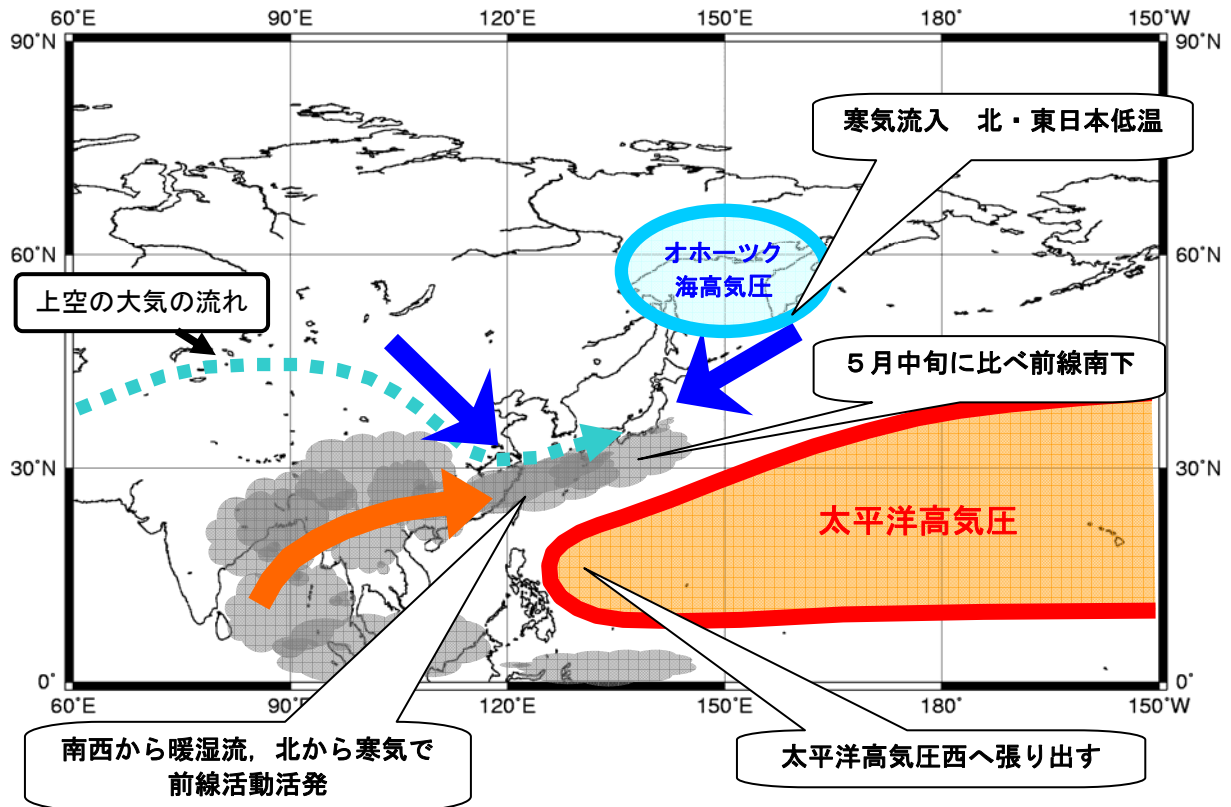 60˚E 90˚E 120˚E 150˚E 180˚ 150˚W
90˚N 90˚N
寒気流入 北・東日本低温
オホーツク
海高気圧
60˚N 60˚N
上空の大気の流れ
５月中旬に比べ前線南下
30˚N 30˚N
太平洋高気圧
0˚ 0˚
60˚E 90˚E 120˚E 150˚E 180˚ 150˚W
南西から暖湿流，北から寒気で
前線活動活発
太平洋高気圧西へ張り出す